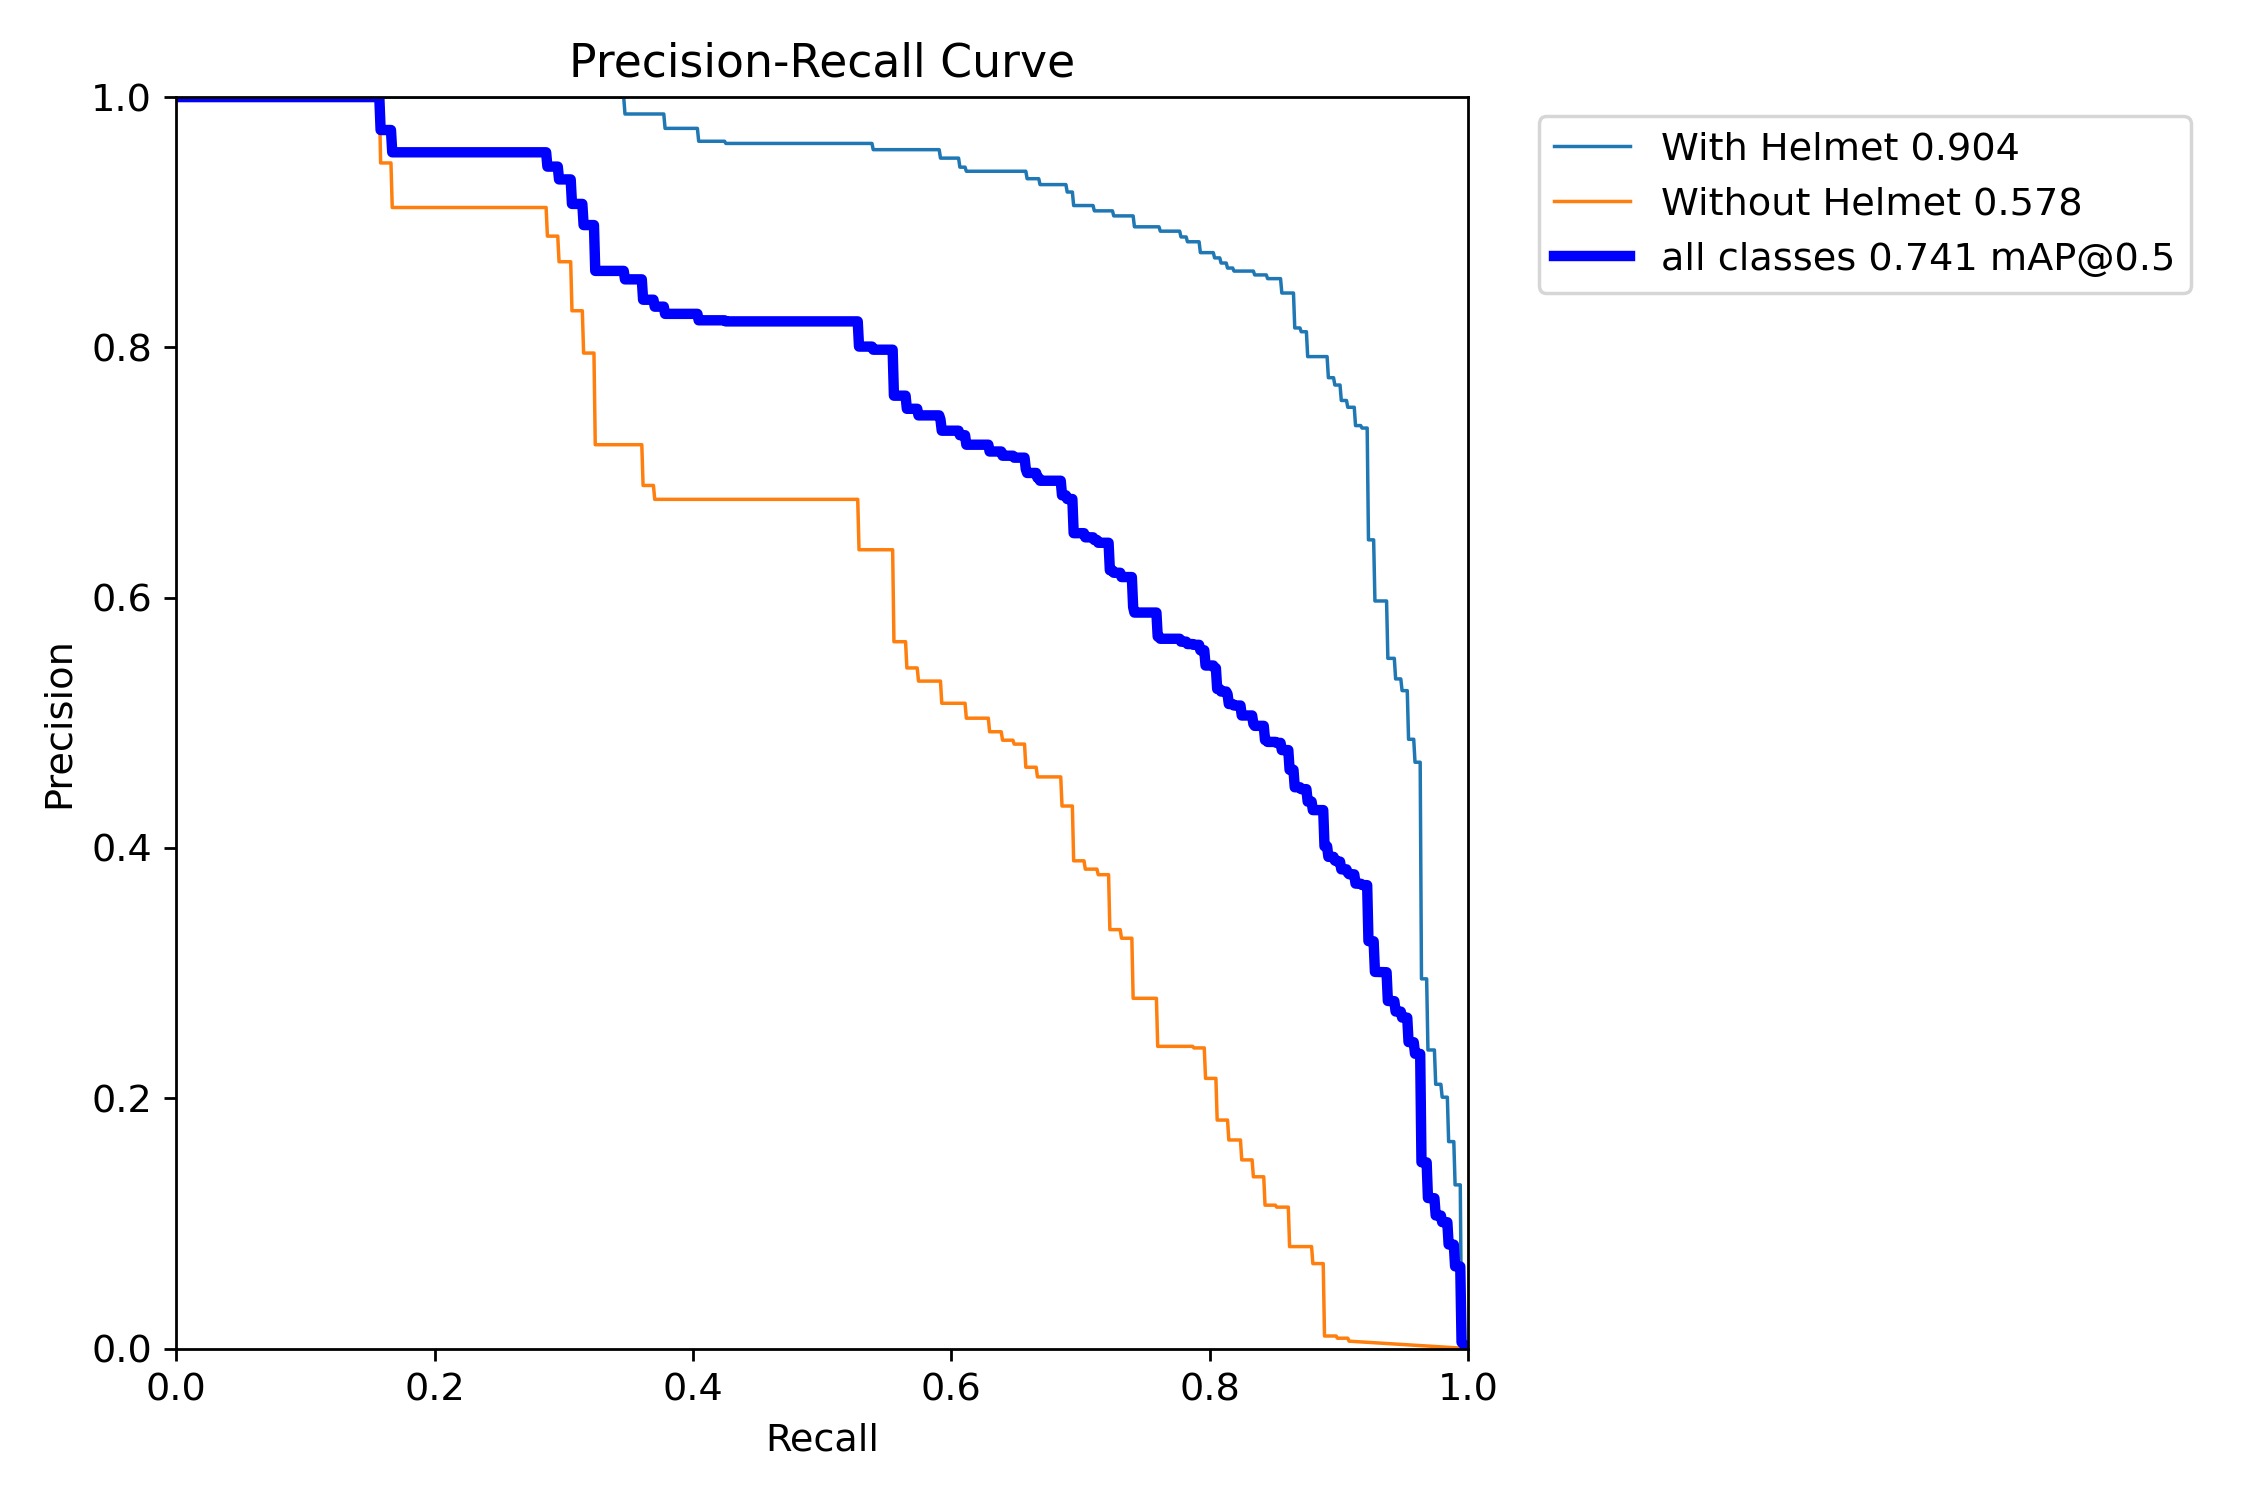 Precision-Recall Curve
1.0
0.8
0.6
0.4
0.2
0.0
Precision
0.0 0.2 0.4 0.6 0.8 1.0
Recall
With Helmet 0.904
Without Helmet 0.578
all classes 0.741 mAP@0.5